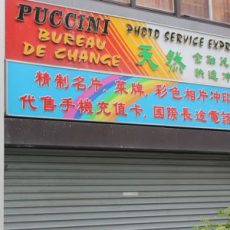 PUCCINI
BUREAU
DE CHANGE
PHOTO SERVICE EXPR
天然
精制名片, 菜牌, 彩色相片冲印
代售手機充值卡, 國際長途電話